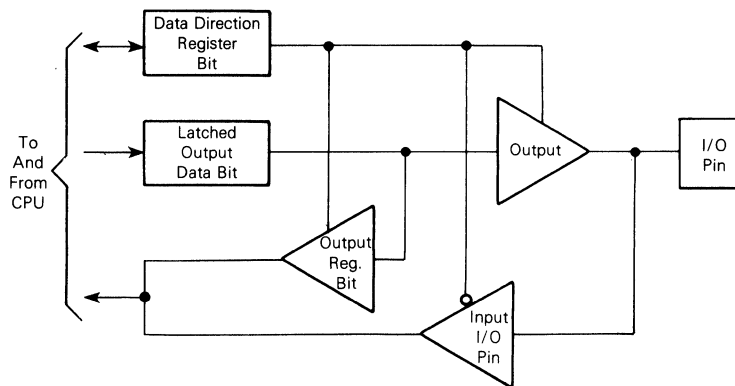 Data Direction
Register
Bit
To
And
From
CPU
Latched
Output
Data Bit
Output
I/O
Pin
Output
Reg.
Bit
Input
I/O
Pin